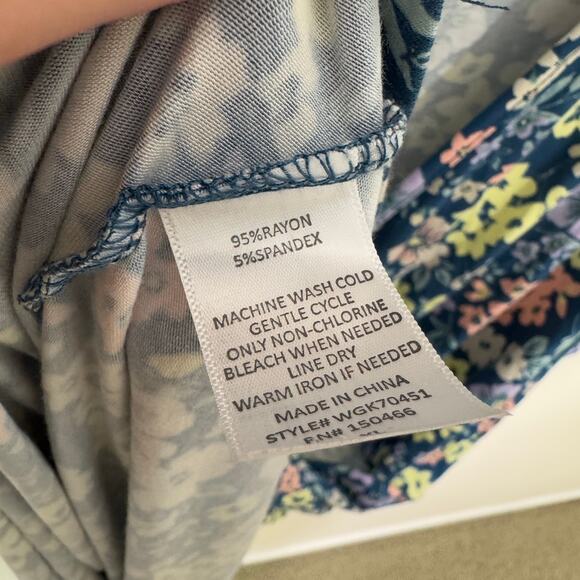 95%RAYON
5%SPANDEX
MACHINE WASH COLD
GENTLE CYCLE
ONLY NON-CHLORINE
BLEACH WHEN NEEDED
LINE DRY
WARM IRON IF NEEDED
MADE IN CHINA
STYLE# WGK70451
F.N# 150466